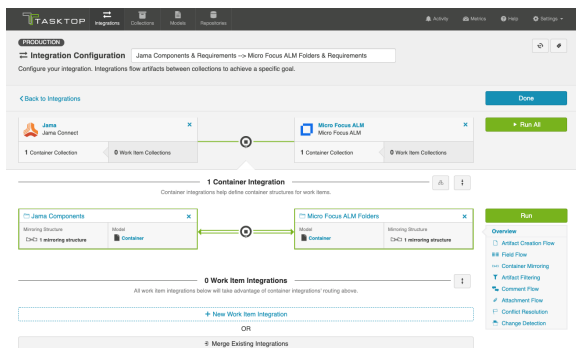 TASKTOP
Integrations
Collections
Models
Repositories
Activity
Metrics
Help
Settings
PRODUCTION
Integration Configuration
Jama Components & Requirements --> Micro Focus ALM Folders & Requirements
Configure your integration. Integrations flow artifacts between collections to achieve a specific goal.
<Back to Integrations
Done
Jama
Jama Connect
Micro Focus ALM
Micro Focus ALM
Run All
1 Container Collection
0 Work Item Collections
1 Container Collection
0 Work Item Collections
1 Container Integration
Container integrations help define container structures for work items.
Jama Components
Mirroring Structure
1 mirroring structure
Model
Container
Micro Focus ALM Folders
Model
Container
Mirroring Structure
1 mirroring structure
Run
Overview
Artifact Creation Flow
Field Flow
Container Mirroring
Artifact Filtering
Comment Flow
Attachment Flow
Conflict Resolution
Change Detection
0 Work Item Integrations
All work item integrations below will take advantage of container integrations' routing above.
+ New Work Item Integration
OR
Merge Existing Integrations